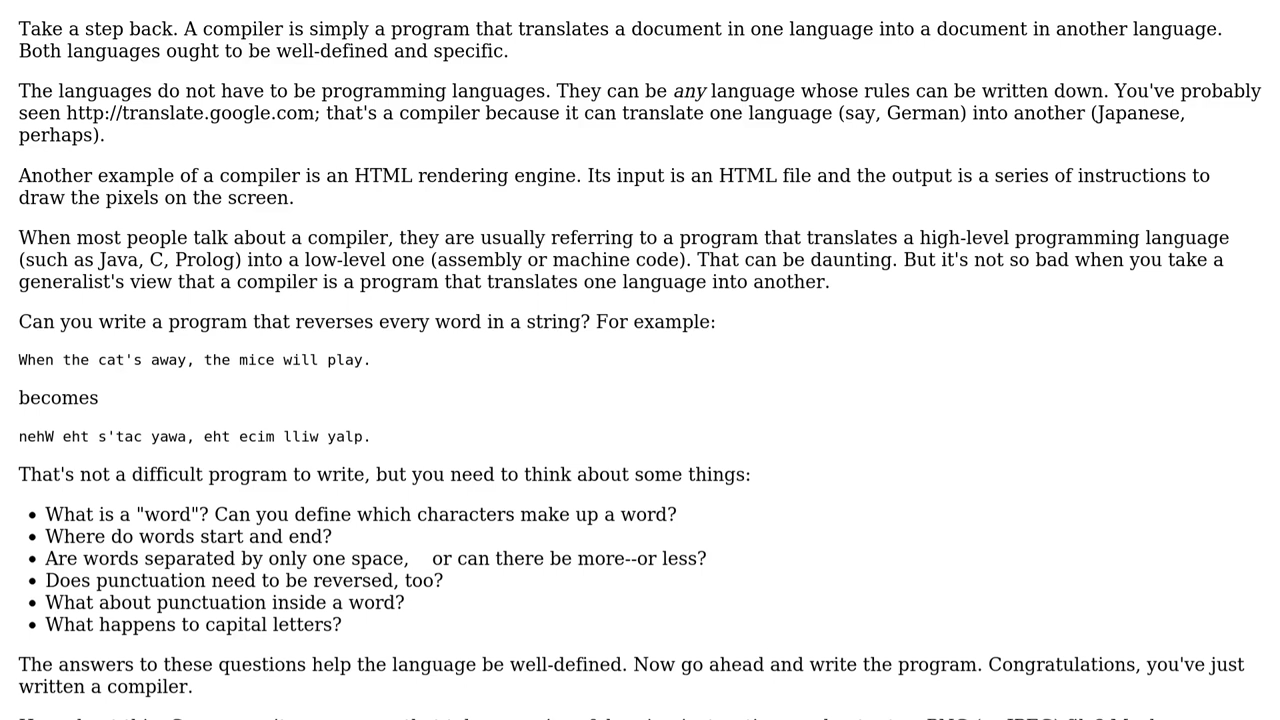 Take a step back. A compiler is simply a program that translates a document in one language into a document in another language.
Both languages ought to be well-defined and specific.
The languages do not have to be programming languages. They can be any language whose rules can be written down. You've probably
seen http://translate.google.com; that's a compiler because it can translate one language (say, German) into another (Japanese,
perhaps).
Another example of a compiler is an HTML rendering engine. Its input is an HTML file and the output is a series of instructions to
draw the pixels on the screen.
When most people talk about a compiler, they are usually referring to a program that translates a high-level programming language
(such as Java, C, Prolog) into a low-level one (assembly or machine code). That can be daunting. But it's not so bad when you take a
generalist's view that a compiler is a program that translates one language into another.
Can you write a program that reverses every word in a string? For example:
When the cat's away, the mice will play.
becomes
nehW eht s'tac yawa, eht ecim lliw yalp.
That's not a difficult program to write, but you need to think about some things:
• What is a "word"? Can you define which characters make up a word?
• Where do words start and end?
• Are words separated by only one space,    or can there be more--or less?
• Does punctuation need to be reversed, too?
• What about punctuation inside a word?
• What happens to capital letters?
The answers to these questions help the language be well-defined. Now go ahead and write the program. Congratulations, you've just
written a compiler.